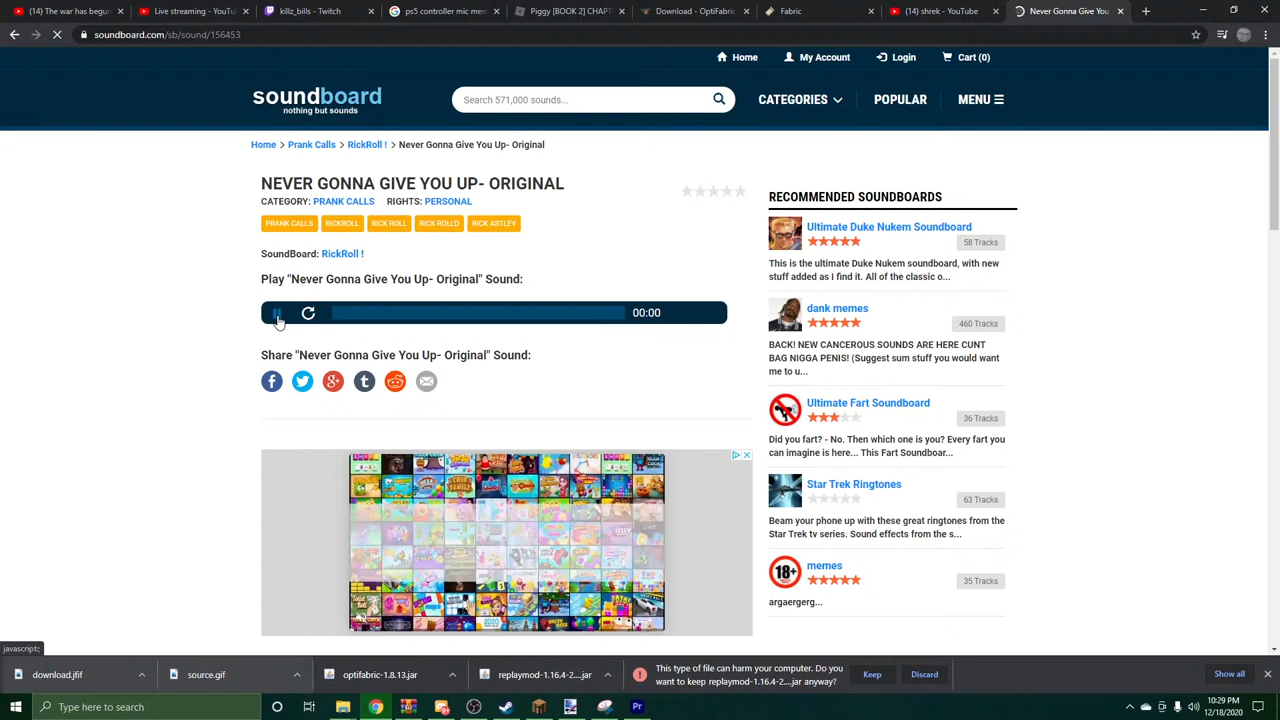 (14) The war has begun
Live streaming - YouTube
twitch.tv/bills - Twitch
ps5 controller mem
Piggy [BOOK 2] CHAPT
Download - OptiFabric
Fabric
(14) srek - YouTube
Never Gonna Give You
soundboard.com/sb/sound/156453
Home My Account Login Cart (0)
soundboard
nothing but sounds
Search 571,000 sounds...
CATEGORIES POPULAR MENU
Home > Prank Calls > RickRoll ! > Never Gonna Give You Up- Original
NEVER GONNA GIVE YOU UP- ORIGINAL
CATEGORY: PRANK CALLS RIGHTS: PERSONAL
PRANK CALLS RICKROLL RICK ROLL RICK ROLL'D RICK ASTLEY
SoundBoard: RickRoll !
Play "Never Gonna Give You Up- Original" Sound:
00:00
Share "Never Gonna Give You Up- Original" Sound:
RECOMMENDED SOUNDBOARDS
Ultimate Duke Nukem Soundboard
58 Tracks
This is the ultimate Duke Nukem soundboard, with new
stuff added as I find it. All of the classic o...
dank memes
460 Tracks
BACK! NEW CANCEROUS SOUNDS ARE HERE CUNT
BAG NIGGA PENIS! (Suggest sum stuff you would want
me to u...
Ultimate Fart Soundboard
36 Tracks
Did you fart? - No. Then which one is you? Every fart you
can imagine is here... This Fart Soundboar...
Star Trek Ringtones
63 Tracks
Beam your phone up with these great ringtones from the
Star Trek tv series. Sound effects from the s...
18+
memes
35 Tracks
argaergerg...
javascript:;
download.jfif
source.gif
optifabric-1.8.13.jar
replaymod-1.16.4-2....jar
This type of file can harm your computer. Do you
want to keep replaymod-1.16.4-2....jar anyway?
Keep
Discard
Show all
Type here to search
10:29 PM
12/18/2020